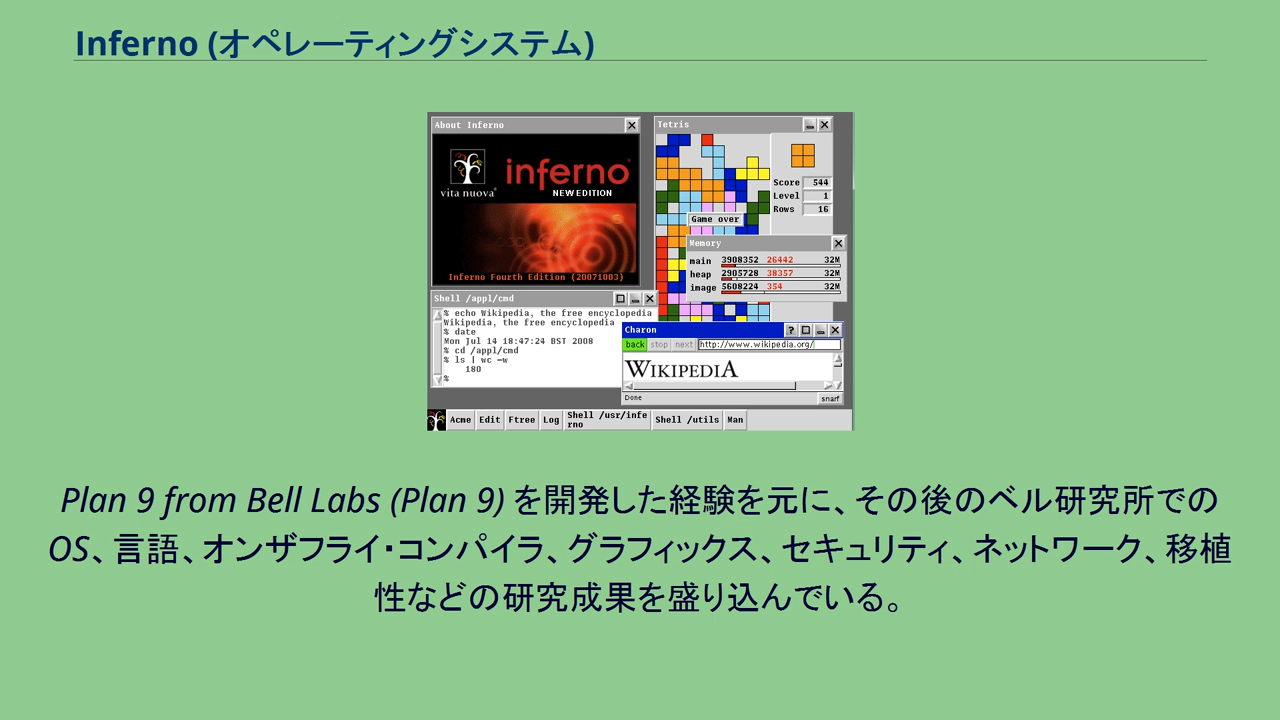 Inferno (オペレーティングシステム)
About Inferno
vita nuova
inferno
NEW EDITION
Inferno Fourth Edition (20071003)
Tetris
Score 544
Level 1
Rows 16
Game over
Memory
main 3908352 26442 32M
heap 2905728 38357 32M
image 5608224 354 32M
Shell /appl/cmd
% echo Wikipedia, the free encyclopedia
Wikipedia, the free encyclopedia
% date
Mon Jul 14 18:47:24 BST 2008
% cd /appl/cmd
% ls | wc -w
180
%
Charon
back stop next http://www.wikipedia.org/
WIKIPEDIA
Done snarf
Acme Edit Ftree Log Shell /usr/infe
rno Shell /utils Man
Plan 9 from Bell Labs (Plan 9) を開発した経験を元に、その後のベル研究所での
OS、言語、オンザフライ・コンパイラ、グラフィックス、セキュリティ、ネットワーク、移植
性などの研究成果を盛り込んでいる。